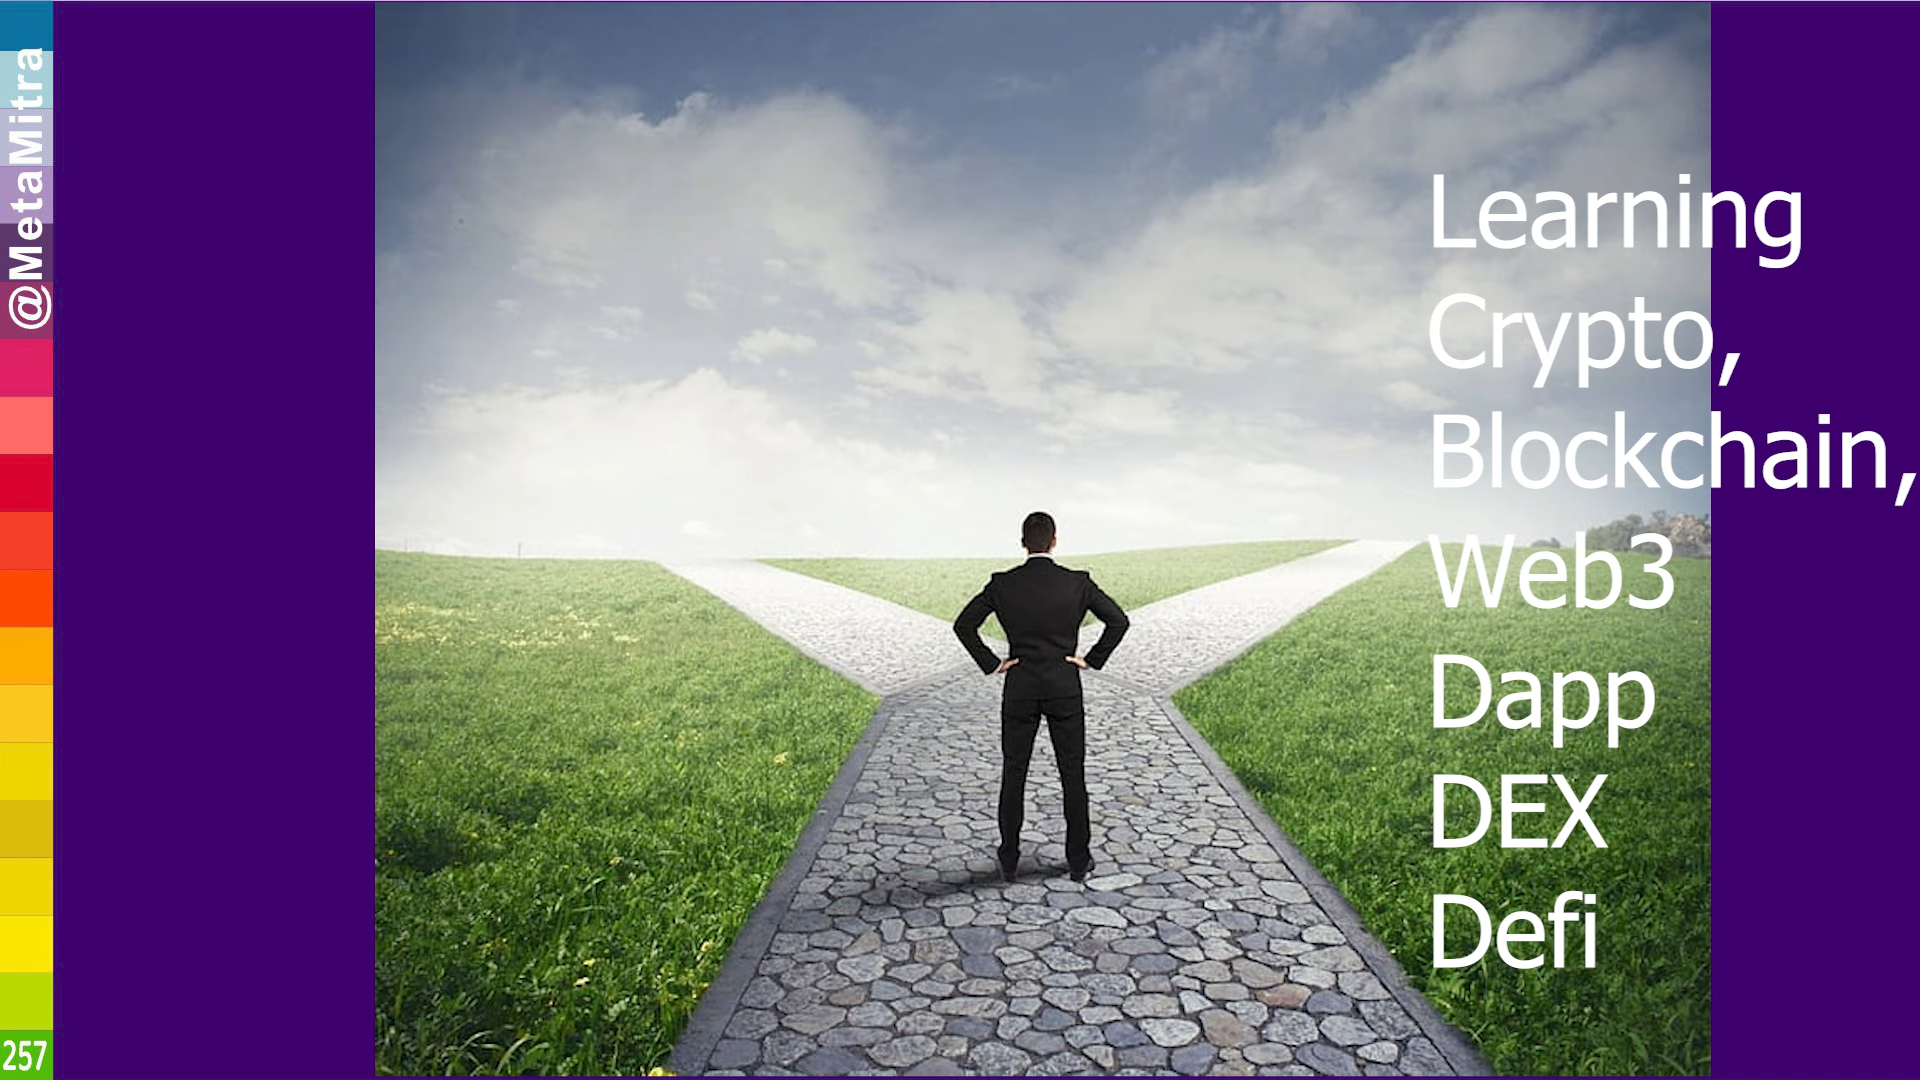 @MetaMitra
Learning
Crypto,
Blockchain,
Web3
Dapp
DEX
Defi
257